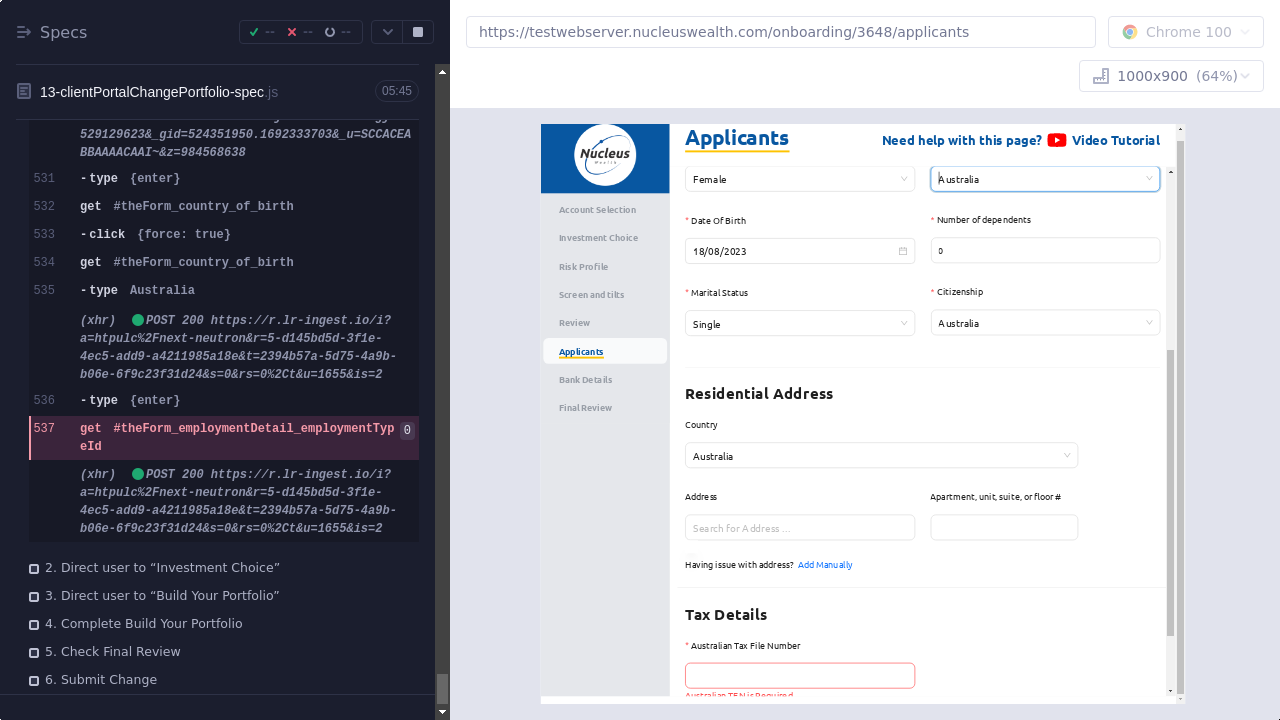 Specs
--
--
--
13-clientPortalChangePortfolio-spec.js
05:45
529129623&_gid=524351950.1692333703&_u=SCCACEA
BBAAAACAAI~&z=984568638
531 -type {enter}
532 get #theForm_country_of_birth
533 -click {force: true}
534 get #theForm_country_of_birth
535 -type Australia
(xhr) POST 200 https://r.lr-ingest.io/i?
a=htpulc%2Fnext-neutron&r=5-d145bd5d-3f1e-
4ec5-add9-a4211985a18e&t=2394b57a-5d75-4a9b-
b06e-6f9c23f31d24&s=0&rs=0%2Ct&u=1655&is=2
536 -type {enter}
537 get #theForm_employmentDetail_employmentTyp
eId
0
(xhr) POST 200 https://r.lr-ingest.io/i?
a=htpulc%2Fnext-neutron&r=5-d145bd5d-3f1e-
4ec5-add9-a4211985a18e&t=2394b57a-5d75-4a9b-
b06e-6f9c23f31d24&s=0&rs=0%2Ct&u=1655&is=2
2. Direct user to “Investment Choice”
3. Direct user to “Build Your Portfolio”
4. Complete Build Your Portfolio
5. Check Final Review
6. Submit Change
https://testwebserver.nucleuswealth.com/onboarding/3648/applicants
Chrome 100
1000x900 (64%)
Nucleus
Wealth
Account Selection
Investment Choice
Risk Profile
Screen and tilts
Review
Applicants
Bank Details
Final Review
Applicants
Need help with this page? Video Tutorial
Female
Australia
* Date Of Birth
* Number of dependents
18/08/2023
0
* Marital Status
* Citizenship
Single
Australia
Residential Address
Country
Australia
Address
Apartment, unit, suite, or floor #
Search for Address ...
Having issue with address? Add Manually
Tax Details
* Australian Tax File Number
Australian TFN is Required